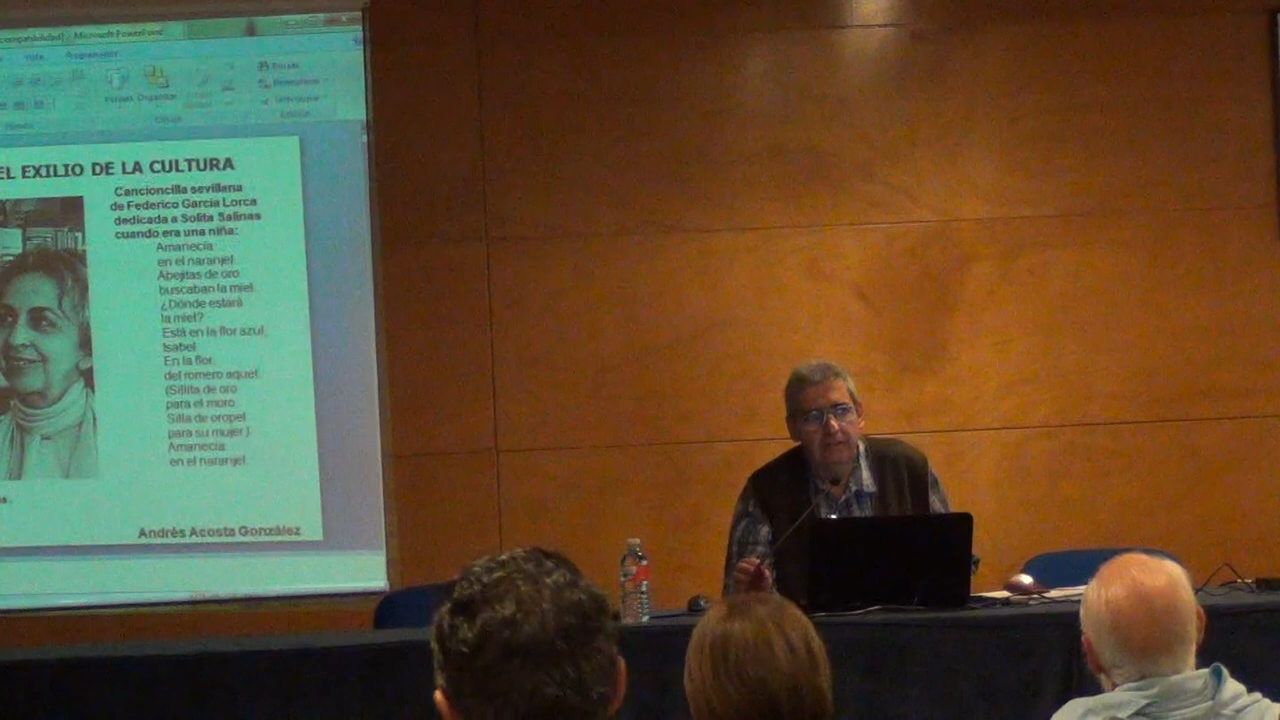 Microsoft PowerPoint
EL EXILIO DE LA CULTURA
Cancioncilla sevillana
de Federico García Lorca
dedicada a Solita Salinas
cuando era una niña:
Amanecía
en el naranjel.
Abejitas de oro
buscaban la miel.
¿Dónde estará
la miel?
Está en la flor azul,
Isabel.
En la flor,
del romero aquel.
(Sillita de oro
para el moro.
Silla de oropel
para su mujer.)
Amanecía
en el naranjel.
Andrés Acosta González